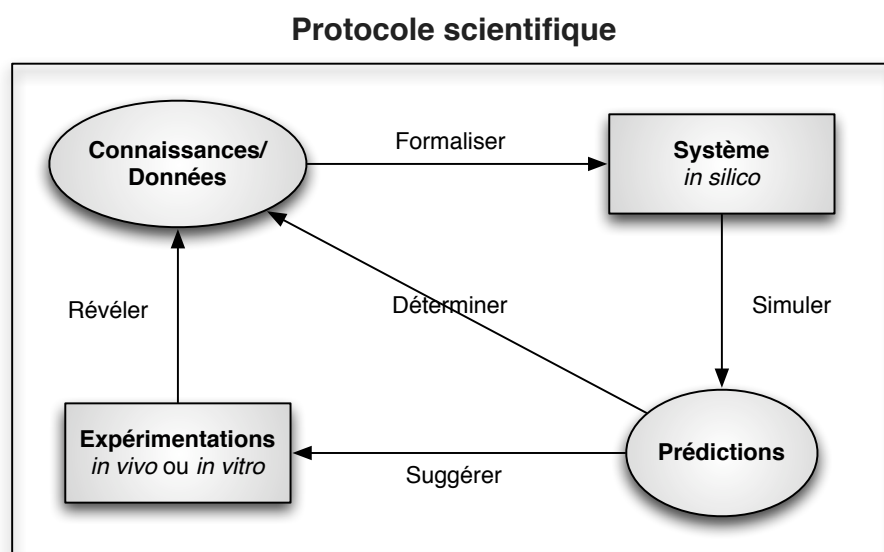 Protocole scientifique
Connaissances/
Données
Formaliser
Système
in silico
Révéler
Déterminer
Simuler
Expérimentations
in vivo ou in vitro
Suggérer
Prédictions